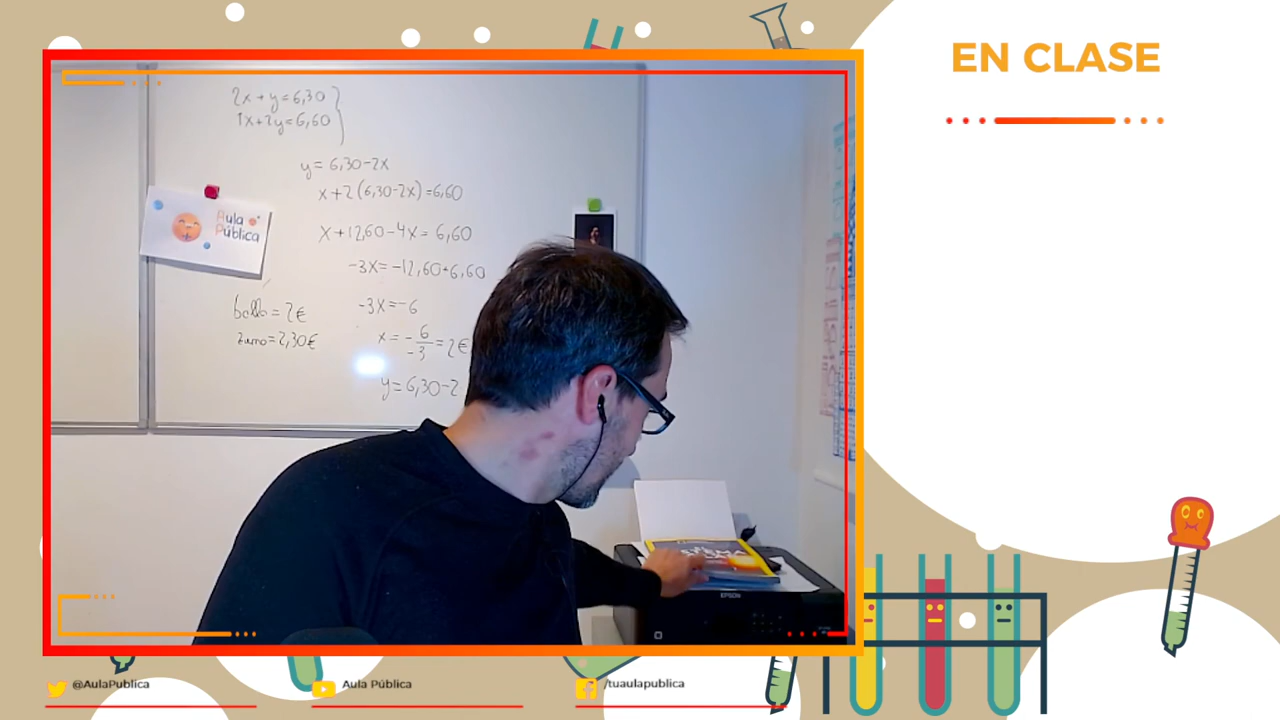 EN CLASE
2x + y = 6,30
1x + 2y = 6,60
y = 6,30 - 2x
x + 2 (6,30 - 2x) = 6,60
Aula
Pública
x + 12,60 - 4x = 6,60
-3x = -12,60 + 6,60
bollo = 2€
-3x = -6
zumo = 2,30€
x = -6/-3 = 2€
y = 6,30 - 2
EPSON
@AulaPublica
Aula Pública
/tuaulapublica